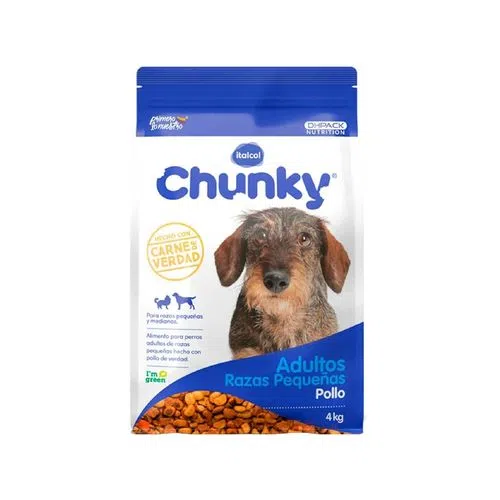 Primero
lo nuestro
DHPACK
NUTRITION
italcol
Chunky®
HECHO CON
CARNE DE
VERDAD
Para razas pequeñas
y medianas.
Alimento para perros
adultos de razas
pequeñas hecho con
pollo de verdad.
I'm
green
Adultos
Razas Pequeñas
Pollo
4 kg